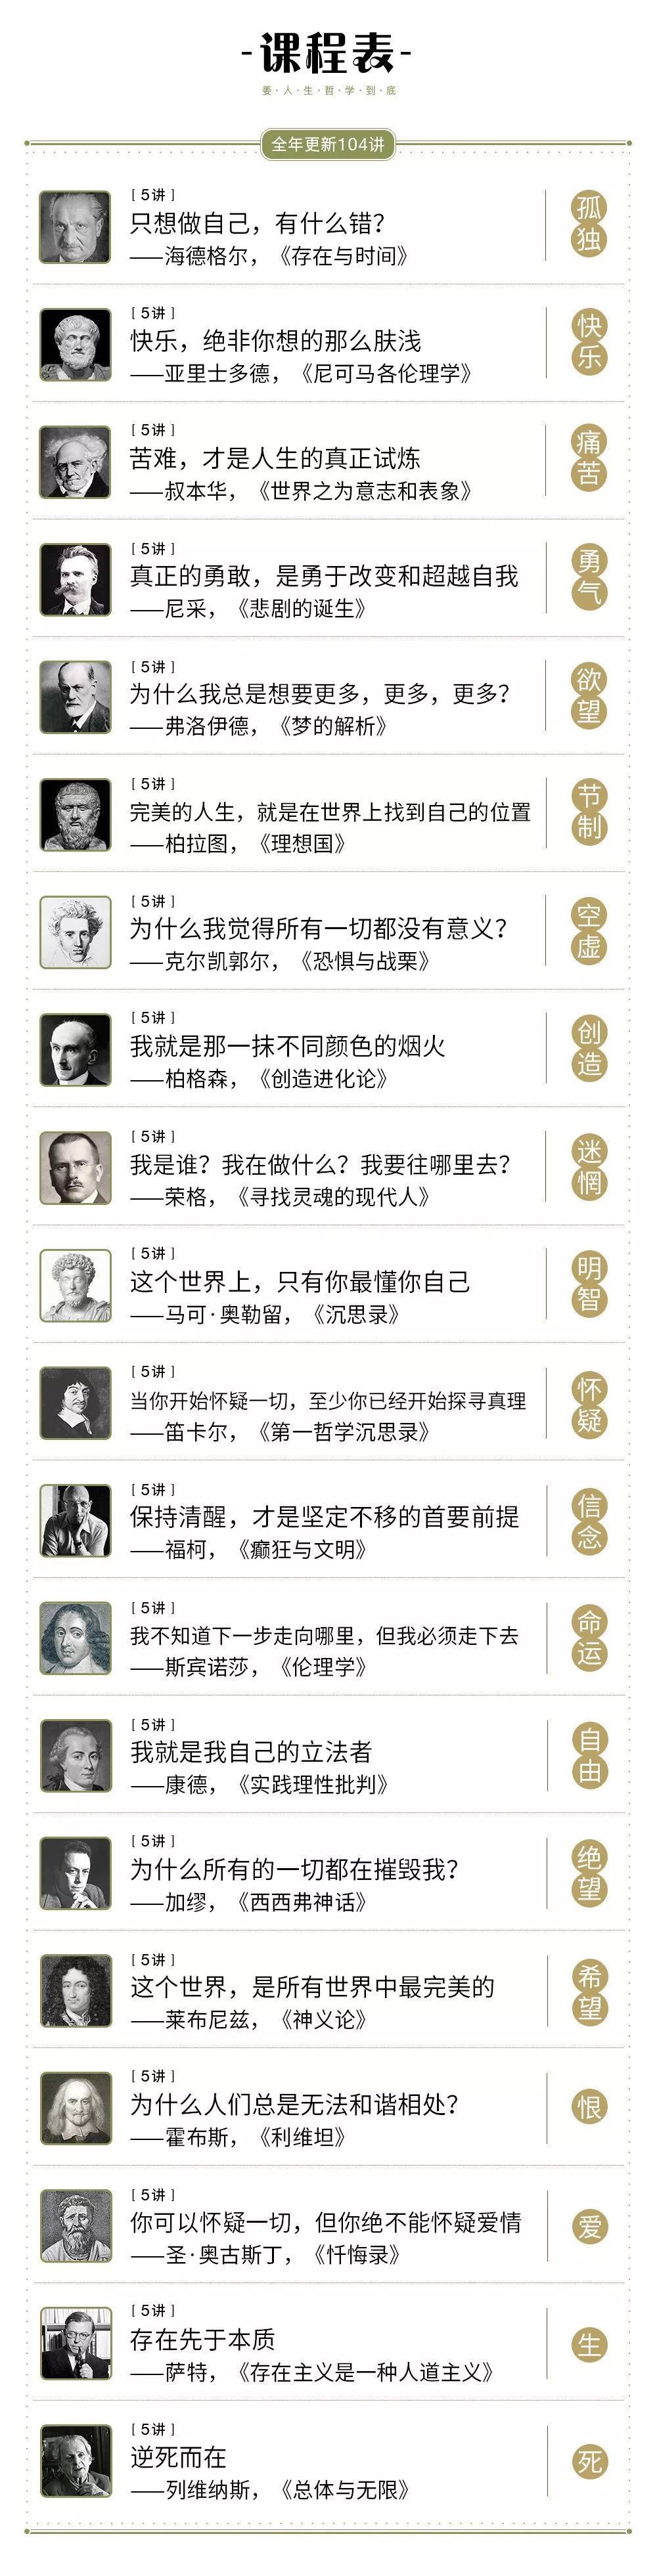 -课程表-
姜·人·生·哲·学·到·底
全年更新104讲
[ 5讲 ]
只想做自己，有什么错？
——海德格尔，《存在与时间》
孤独
[ 5讲 ]
快乐，绝非你想的那么肤浅
——亚里士多德，《尼可马各伦理学》
快乐
[ 5讲 ]
苦难，才是人生的真正试炼
——叔本华，《世界之为意志和表象》
痛苦
[ 5讲 ]
真正的勇敢，是勇于改变和超越自我
——尼采，《悲剧的诞生》
勇气
[ 5讲 ]
为什么我总是想要更多，更多，更多？
——弗洛伊德，《梦的解析》
欲望
[ 5讲 ]
完美的人生，就是在世界上找到自己的位置
——柏拉图，《理想国》
节制
[ 5讲 ]
为什么我觉得所有一切都没有意义？
——克尔凯郭尔，《恐惧与战栗》
空虚
[ 5讲 ]
我就是那一抹不同颜色的烟火
——柏格森，《创造进化论》
创造
[ 5讲 ]
我是谁？我在做什么？我要往哪里去？
——荣格，《寻找灵魂的现代人》
迷惘
[ 5讲 ]
这个世界上，只有你最懂你自己
——马可·奥勒留，《沉思录》
明智
[ 5讲 ]
当你开始怀疑一切，至少你已经开始探寻真理
——笛卡尔，《第一哲学沉思录》
怀疑
[ 5讲 ]
保持清醒，才是坚定不移的首要前提
——福柯，《癫狂与文明》
信念
[ 5讲 ]
我不知道下一步走向哪里，但我必须走下去
——斯宾诺莎，《伦理学》
命运
[ 5讲 ]
我就是我自己的立法者
——康德，《实践理性批判》
自由
[ 5讲 ]
为什么所有的一切都在摧毁我？
——加缪，《西西弗神话》
绝望
[ 5讲 ]
这个世界，是所有世界中最完美的
——莱布尼兹，《神义论》
希望
[ 5讲 ]
为什么人们总是无法和谐相处？
——霍布斯，《利维坦》
恨
[ 5讲 ]
你可以怀疑一切，但你绝不能怀疑爱情
——圣·奥古斯丁，《忏悔录》
爱
[ 5讲 ]
存在先于本质
——萨特，《存在主义是一种人道主义》
生
[ 5讲 ]
逆死而在
——列维纳斯，《总体与无限》
死